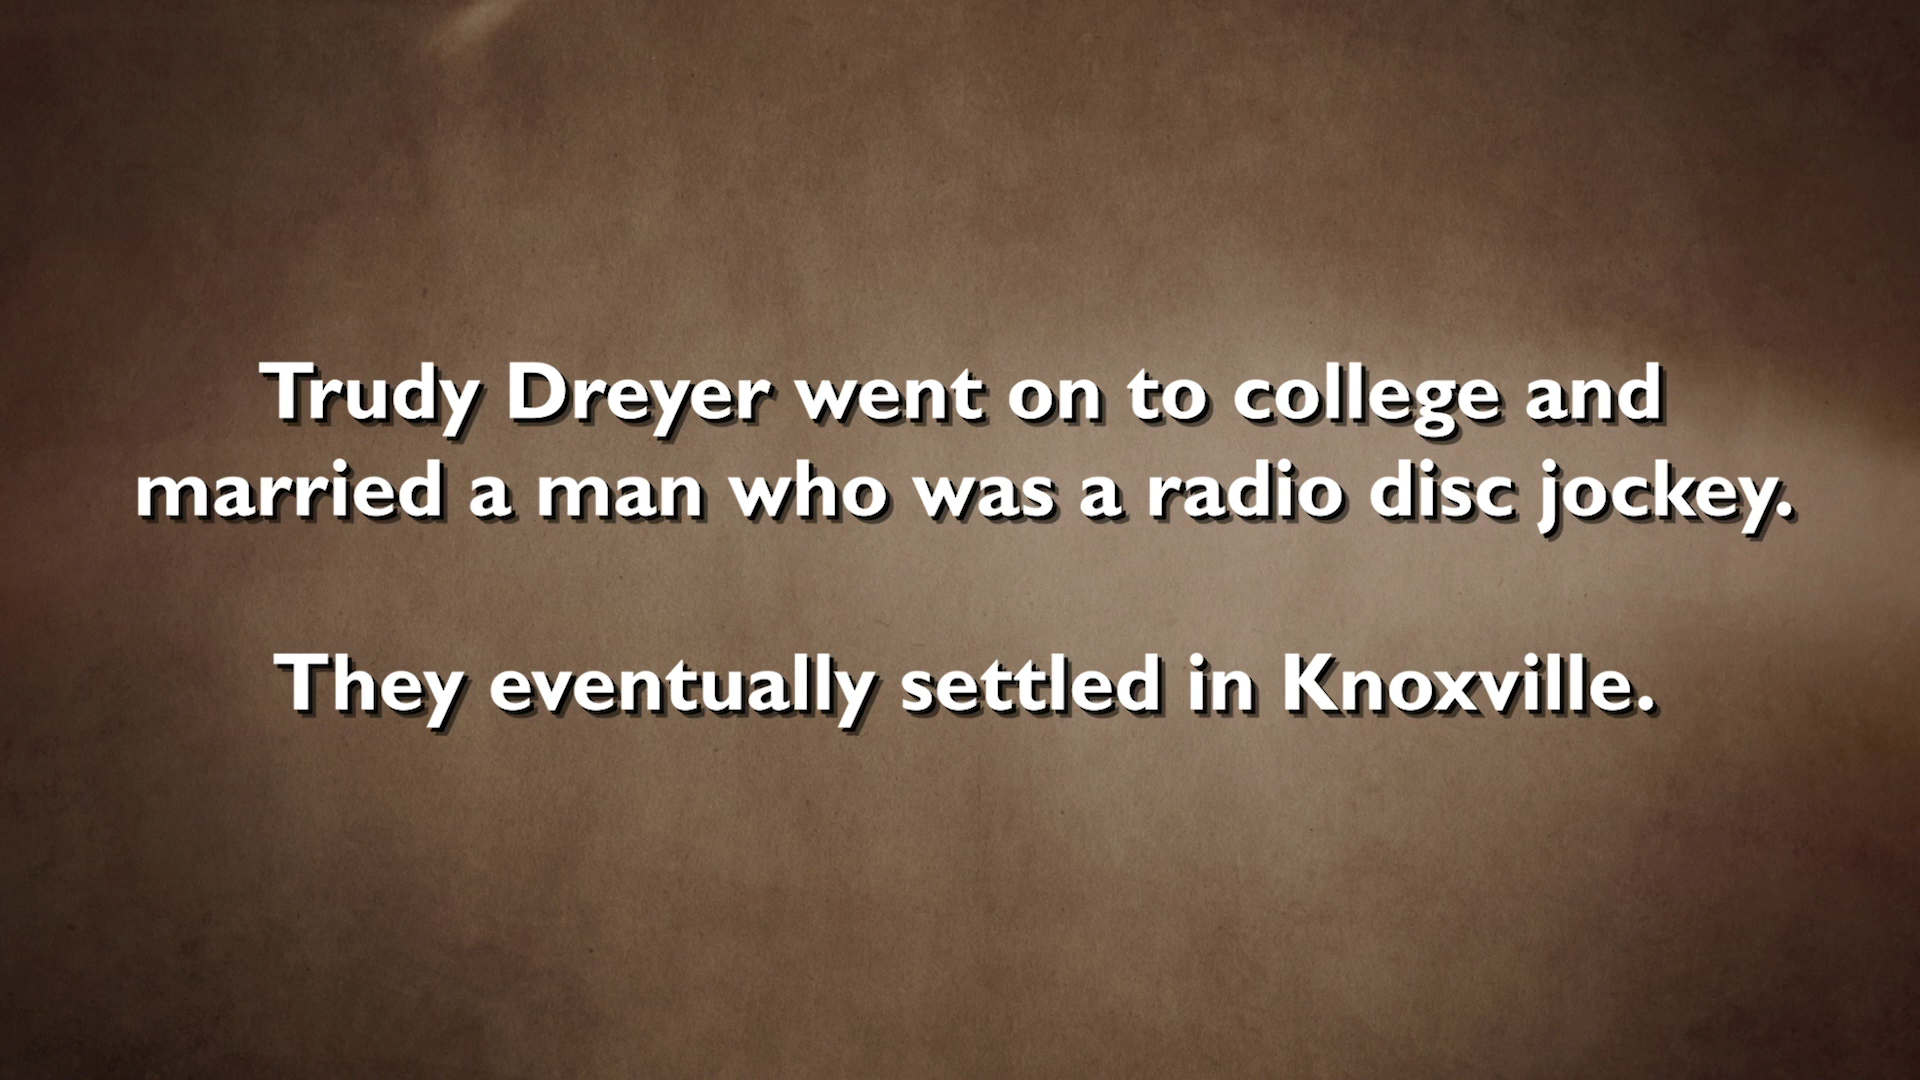 Trudy Dreyer went on to college and
married a man who was a radio disc jockey.
They eventually settled in Knoxville.